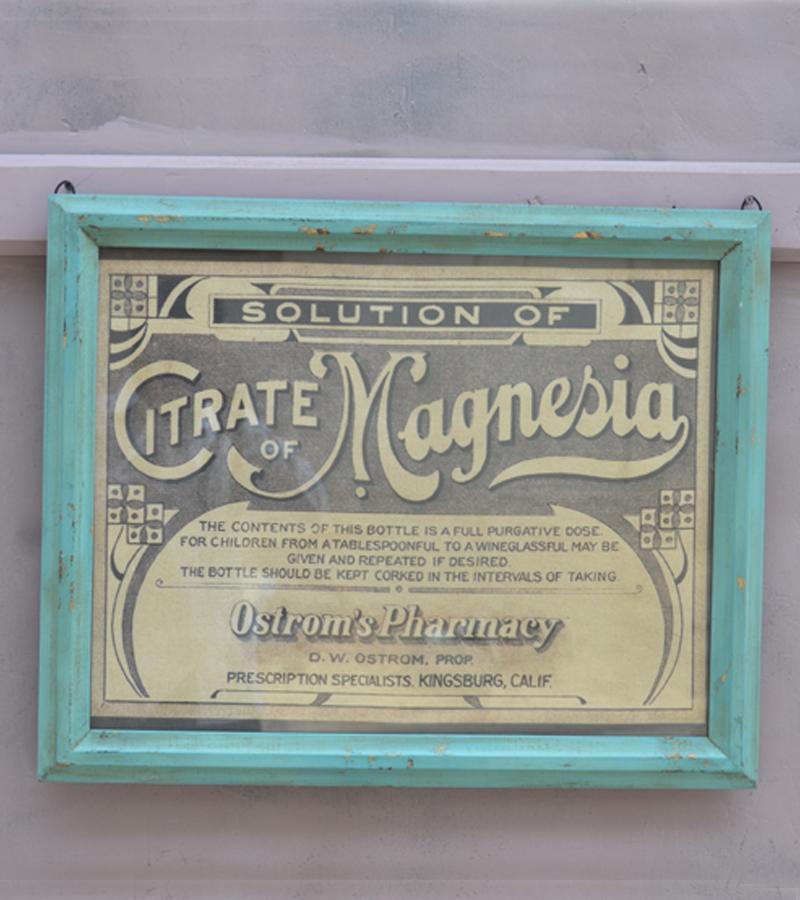 SOLUTION OF
CITRATE OF Magnesia
THE CONTENTS OF THIS BOTTLE IS A FULL PURGATIVE DOSE.
FOR CHILDREN FROM A TABLESPOONFUL TO A WINEGLASSFUL MAY BE
GIVEN AND REPEATED IF DESIRED.
THE BOTTLE SHOULD BE KEPT CORKED IN THE INTERVALS OF TAKING.
Ostrom's Pharmacy
D. W. OSTROM, PROP.
PRESCRIPTION SPECIALISTS. KINGSBURG, CALIF.